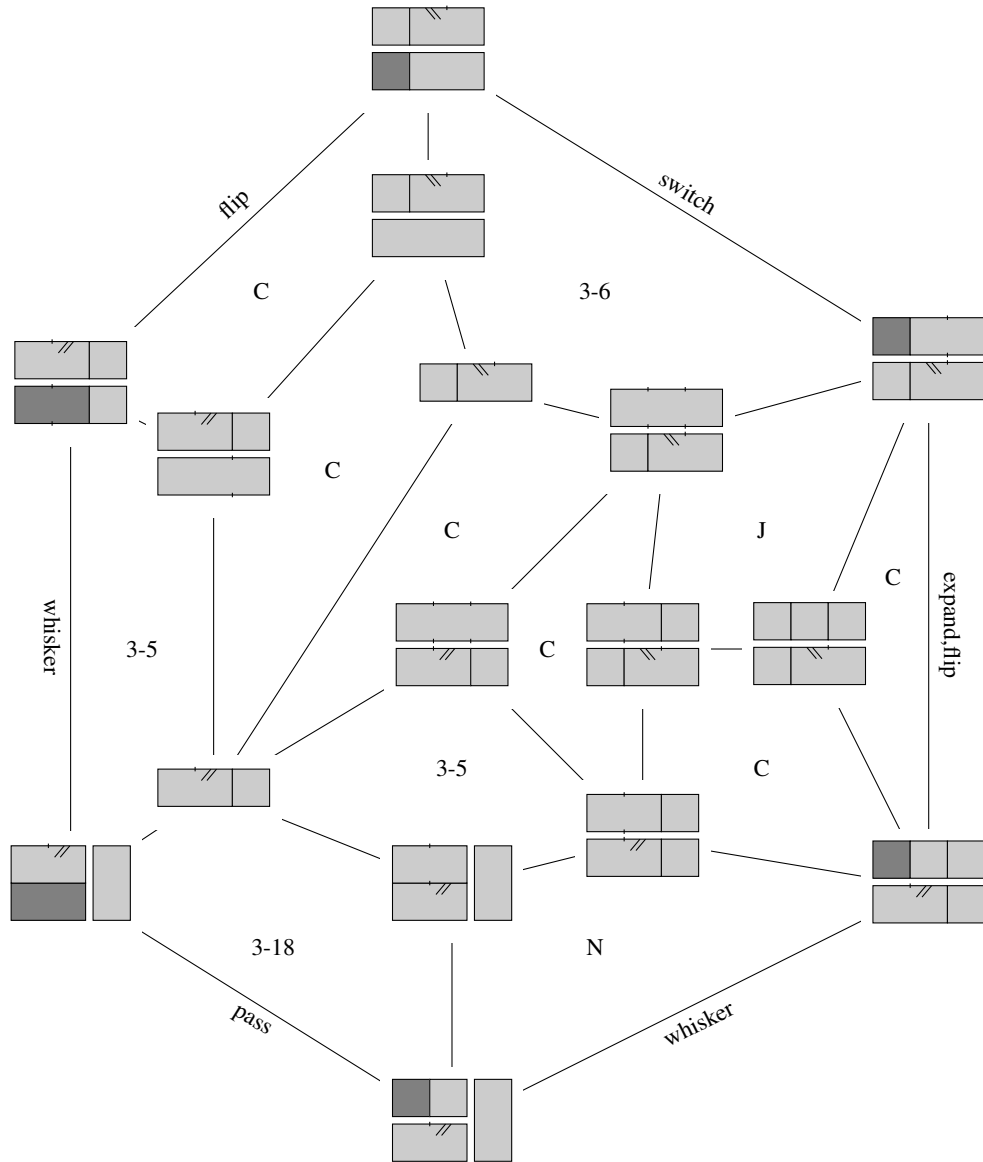 flip
switch
C
3-6
C
C
J
C
whisker
expand,flip
3-5
C
3-5
C
3-18
N
pass
whisker